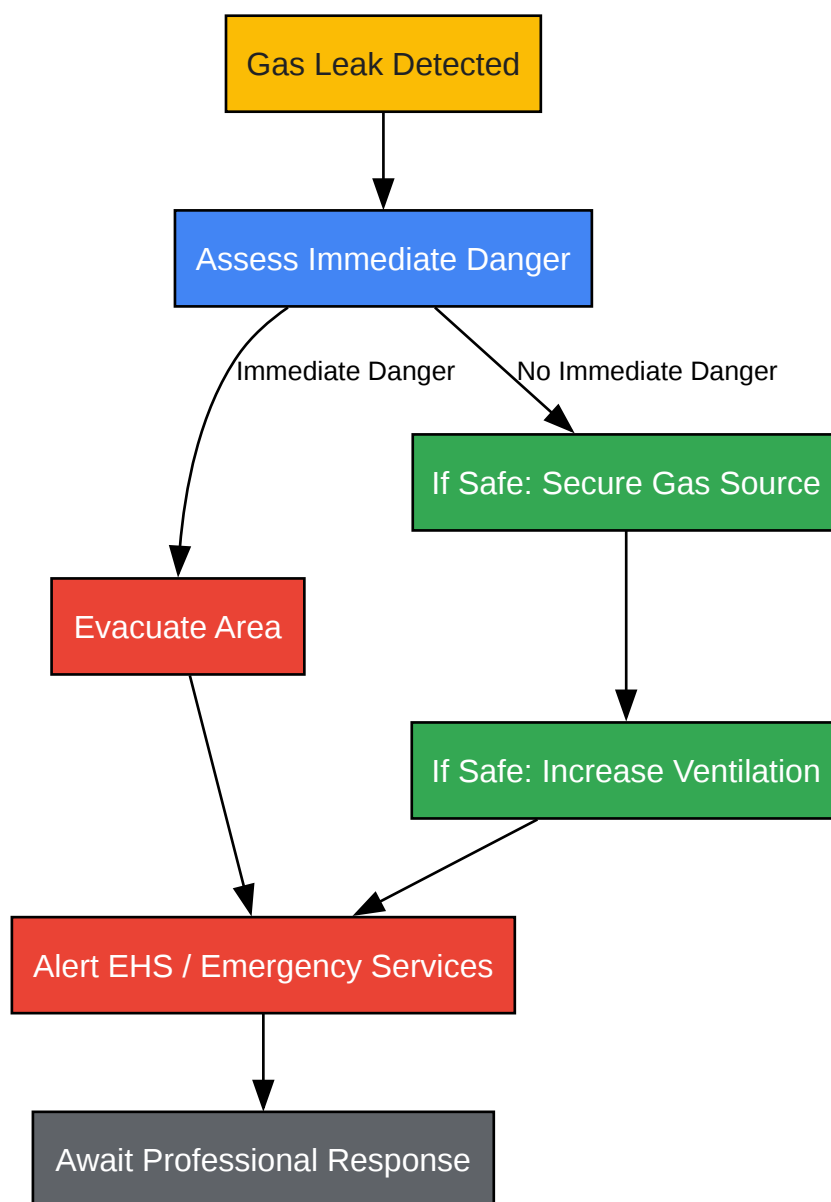 Gas Leak Detected
Assess Immediate Danger
Immediate Danger
No Immediate Danger
If Safe: Secure Gas Source
Evacuate Area
If Safe: Increase Ventilation
Alert EHS / Emergency Services
Await Professional Response